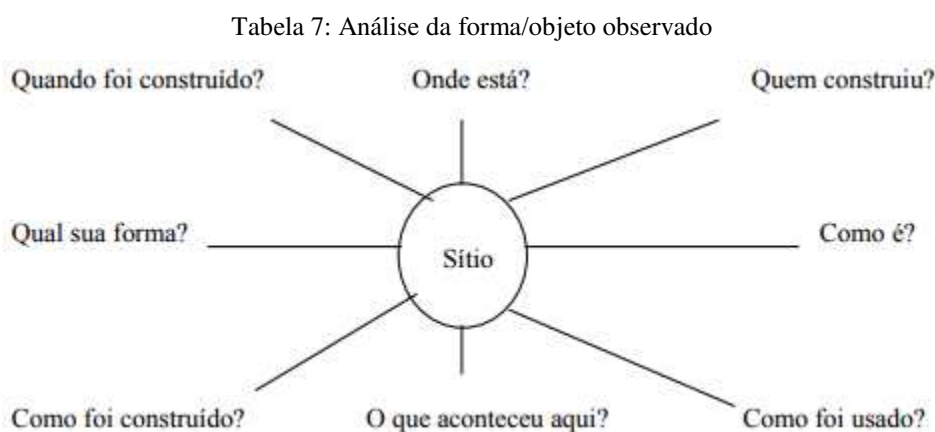 Tabela 7: Análise da forma/objeto observado
Quando foi construído? Onde está? Quem construiu?
Qual sua forma? Sítio Como é?
Como foi construído? O que aconteceu aqui? Como foi usado?